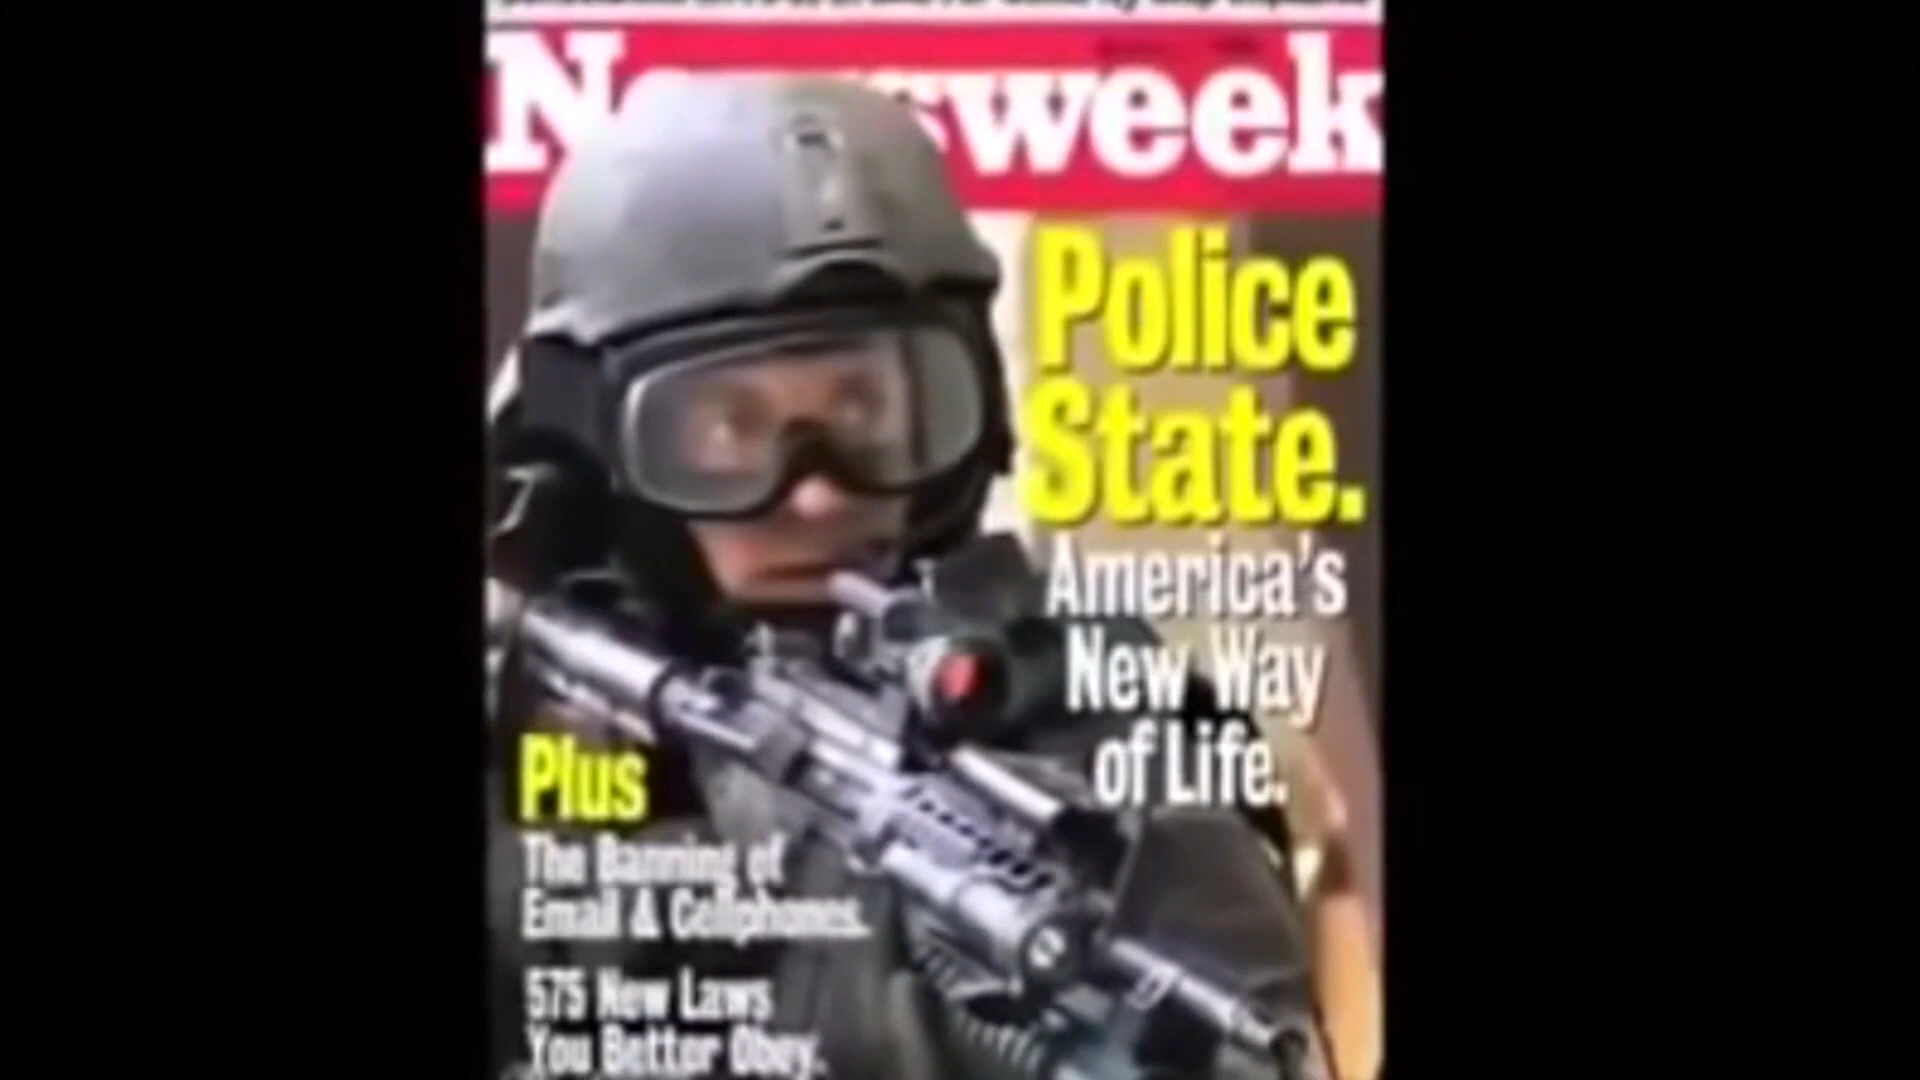 Newsweek
Police
State.
America's
New Way
of Life.
Plus
The Banning of
Email & Cellphones.
575 New Laws
You Better Obey.